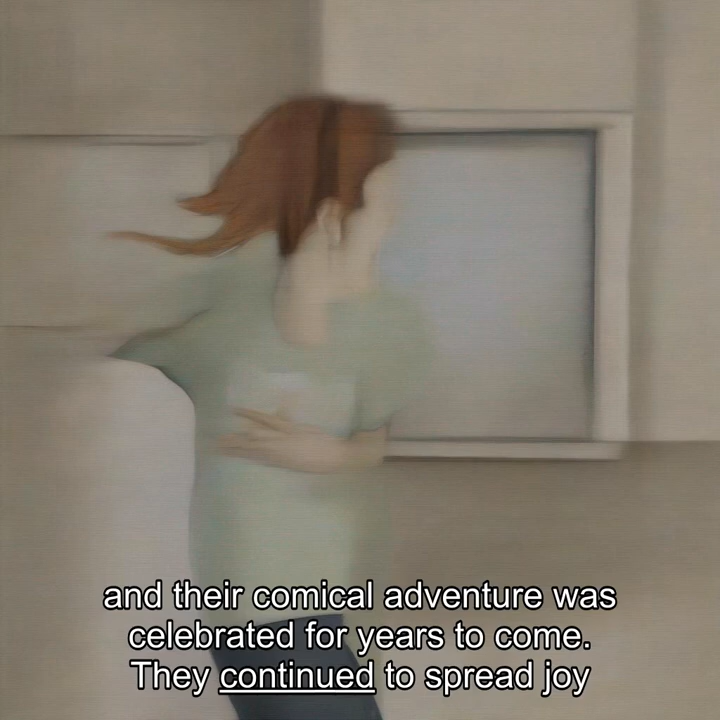 and their comical adventure was
celebrated for years to come.
They continued to spread joy